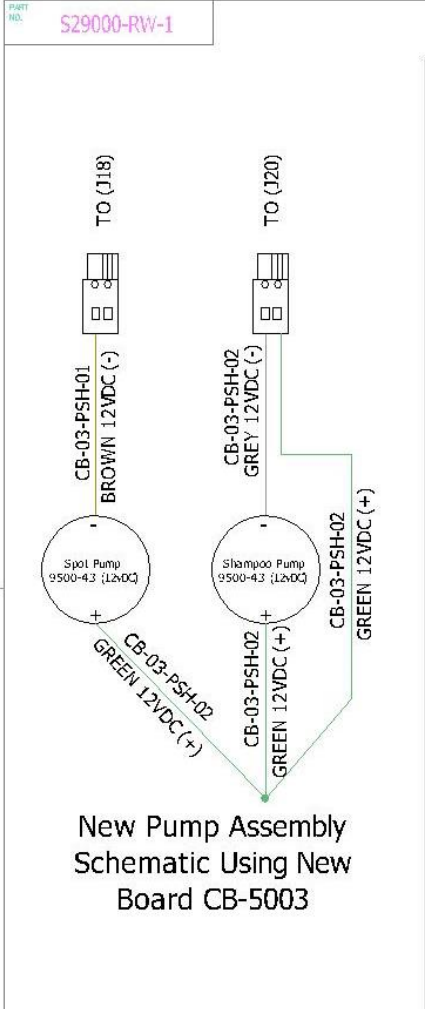 PART
NO.
S29000-RW-1
TO (J18)
TO (J20)
CB-03-PSH-01
BROWN 12VDC (-)
CB-03-PSH-02
GREY 12VDC (-)
-
Spot Pump
9500-43 (12vDC)
+
-
Shampoo Pump
9500-43 (12vDC)
+
CB-03-PSH-02
GREEN 12VDC (+)
CB-03-PSH-02
GREEN 12VDC (+)
CB-03-PSH-02
GREEN 12VDC (+)
New Pump Assembly
Schematic Using New
Board CB-5003